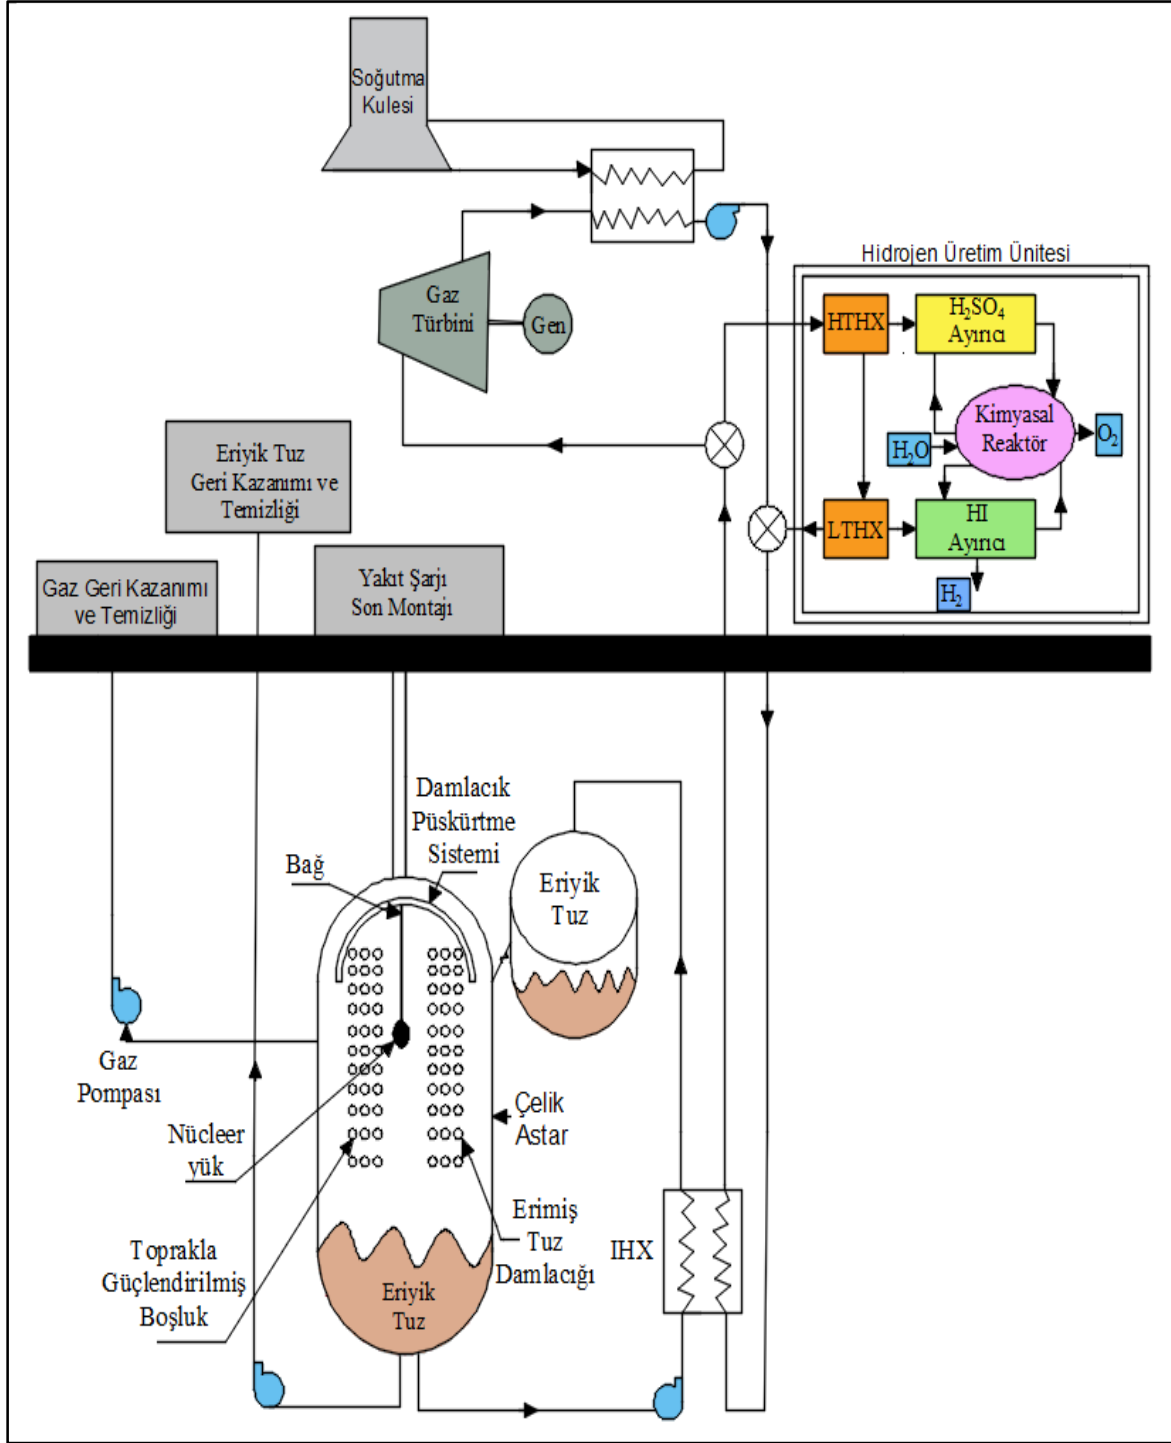 Soğutma
Kulesi
Hidrojen Üretim Ünitesi
Gaz
Türbini
Gen
HTHX
H₂SO₄
Ayırıcı
Kimyasal
Reaktör
H₂O
O₂
LTHX
HI
Ayırıcı
H₂
Eriyik Tuz
Geri Kazanımı ve
Temizliği
Gaz Geri Kazanımı
ve Temizliği
Yakıt Şarjı
Son Montajı
Damlacık
Püskürtme
Sistemi
Bağ
Eriyik
Tuz
Gaz
Pompası
Çelik
Astar
Nücleer
yük
Erimiş
Tuz
Damlacığı
IHX
Toprakla
Güçlendirilmiş
Boşluk
Eriyik
Tuz